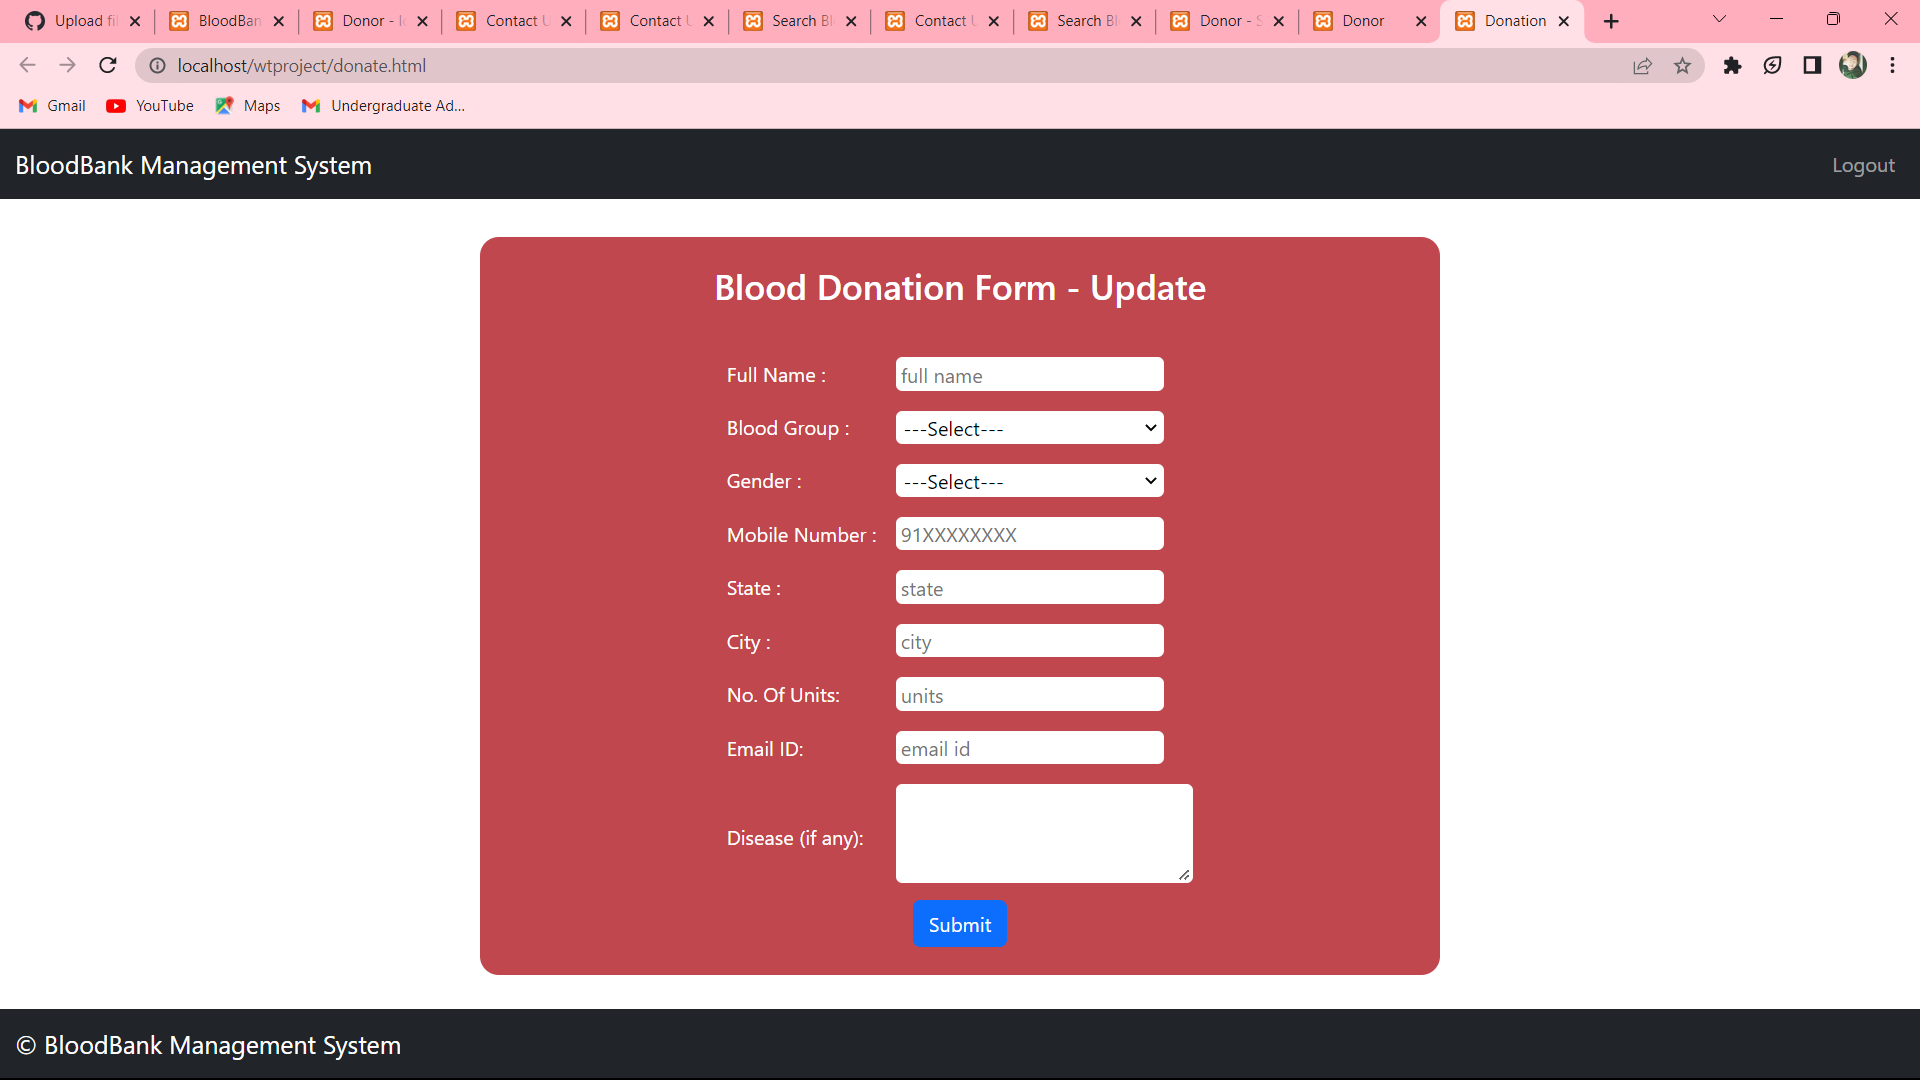 Upload fil
BloodBan
Donor - Io
Contact U
Contact U
Search Bl
Contact U
Search Bl
Donor - S
Donor
Donation
localhost/wtproject/donate.html
Gmail
YouTube
Maps
Undergraduate Ad...
BloodBank Management System
Logout
Blood Donation Form - Update
Full Name :
full name
Blood Group :
---Select---
Gender :
---Select---
Mobile Number :
91XXXXXXXX
State :
state
City :
city
No. Of Units:
units
Email ID:
email id
Disease (if any):
Submit
© BloodBank Management System